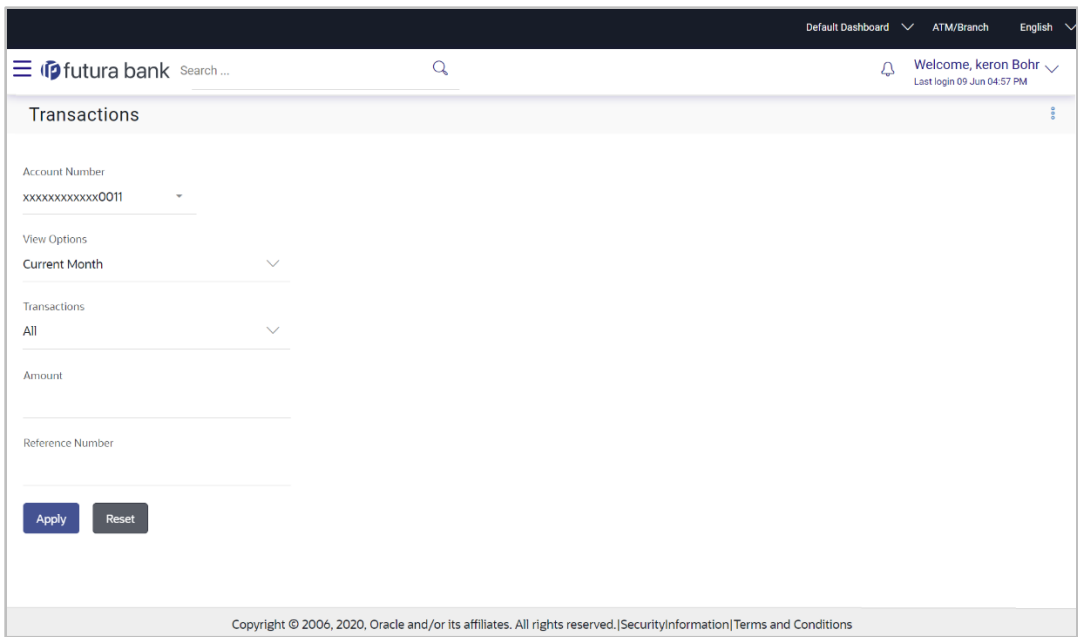 Default Dashboard ATM/Branch English
futura bank Search ... Welcome, keron Bohr
Last login 09 Jun 04:57 PM
Transactions
Account Number
xxxxxxxxxxxx0011
View Options
Current Month
Transactions
All
Amount
Reference Number
Apply Reset
Copyright © 2006, 2020, Oracle and/or its affiliates. All rights reserved.|SecurityInformation|Terms and Conditions